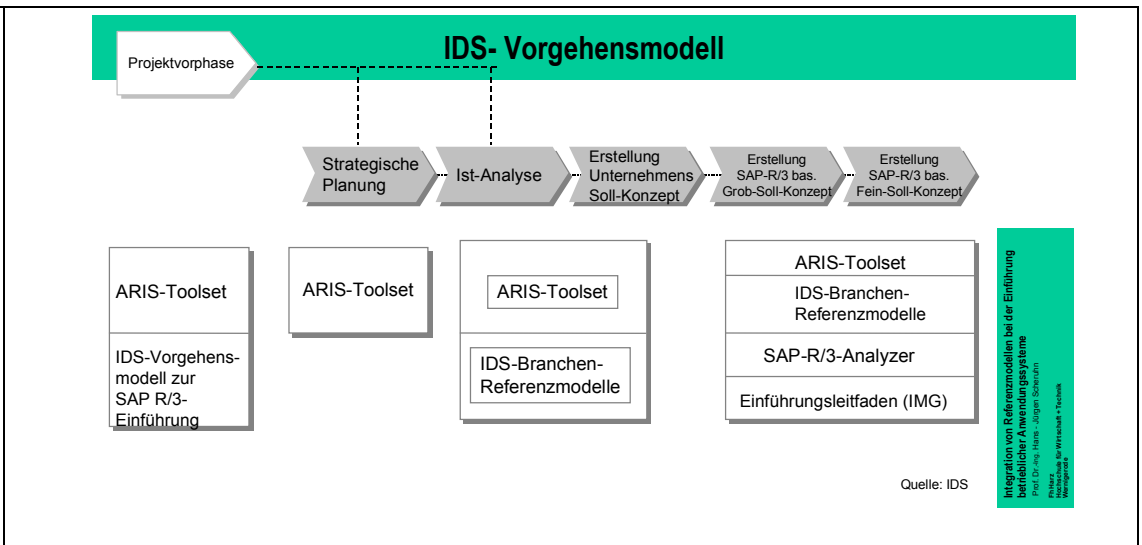 IDS- Vorgehensmodell
Projektvorphase
Strategische
Planung
Ist-Analyse
Erstellung
Unternehmens
Soll-Konzept
Erstellung
SAP-R/3 bas.
Grob-Soll-Konzept
Erstellung
SAP-R/3 bas.
Fein-Soll-Konzept
ARIS-Toolset
IDS-Vorgehens-
modell zur
SAP R/3-
Einführung
ARIS-Toolset
ARIS-Toolset
IDS-Branchen-
Referenzmodelle
ARIS-Toolset
IDS-Branchen-
Referenzmodelle
SAP-R/3-Analyzer
Einführungsleitfaden (IMG)
Quelle: IDS
Integration von Referenzmodellen bei der Einführung
betrieblicher Anwendungssysteme
Prof. Dr.-Ing. Hans - Jürgen Scheruhn
Fh Harz
Hochschule für Wirtschaft + Technik
Wernigerode